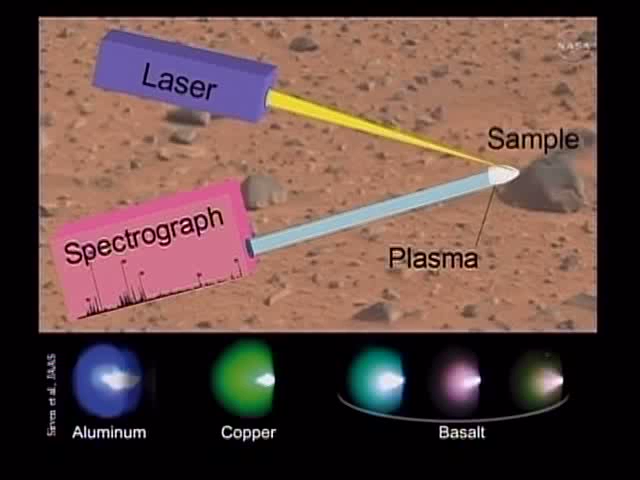 NASA
Laser
Sample
Spectrograph
Plasma
Sirven et al., JAAS
Aluminum
Copper
Basalt